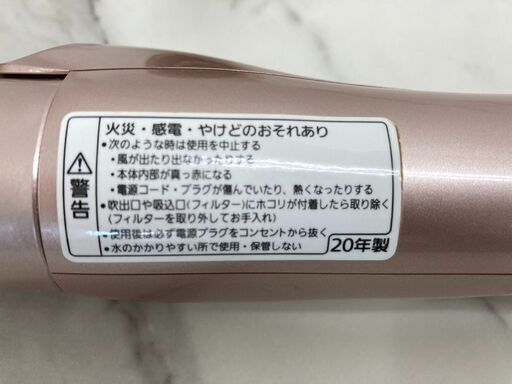 警告
火災・感電・やけどのおそれあり
●次のような時は使用を中止する
・風が出たり出なかったりする
・本体内部が真っ赤になる
・電源コード・プラグが傷んでいたり、熱くなったりする
●吹出口や吸込口(フィルター)にホコリが付着したら取り除く
(フィルターを取り外してお手入れ)
●使用後は必ず電源プラグをコンセントから抜く
●水のかかりやすい所で使用・保管しない
20年製